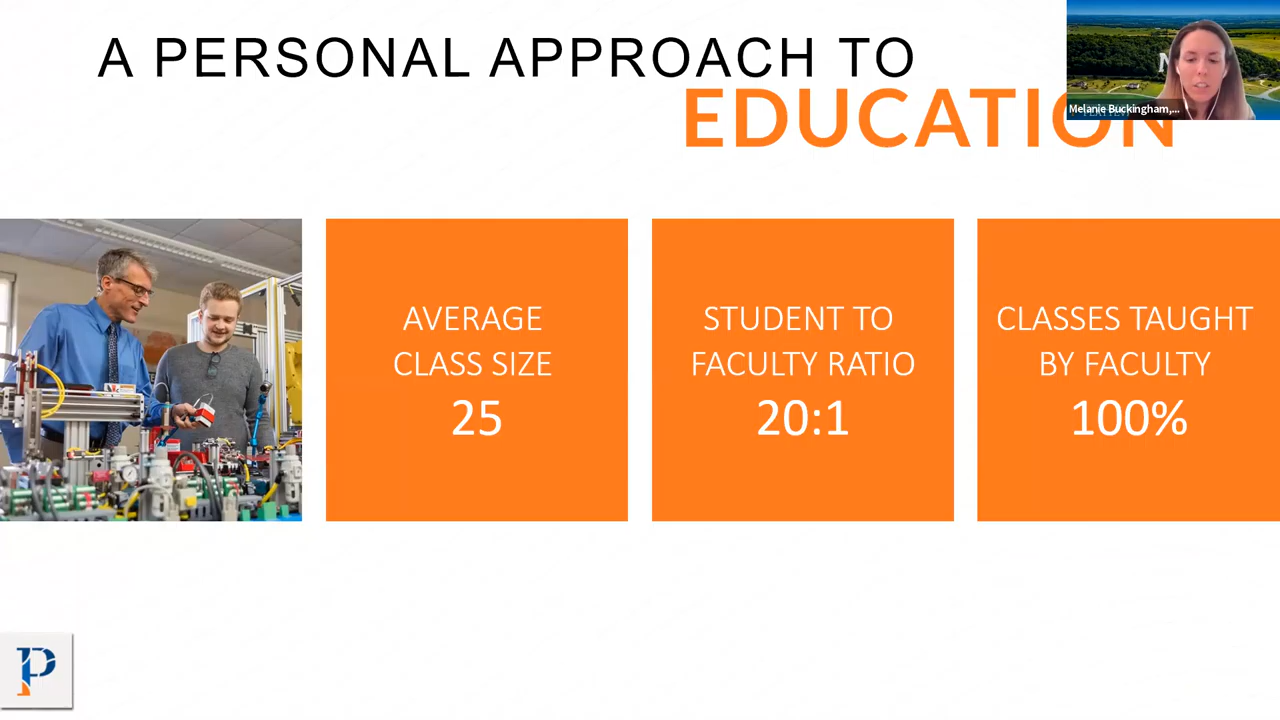 A PERSONAL APPROACH TO
EDUCATION
Melanie Buckingham,...
AVERAGE
CLASS SIZE
25
STUDENT TO
FACULTY RATIO
20:1
CLASSES TAUGHT
BY FACULTY
100%
P